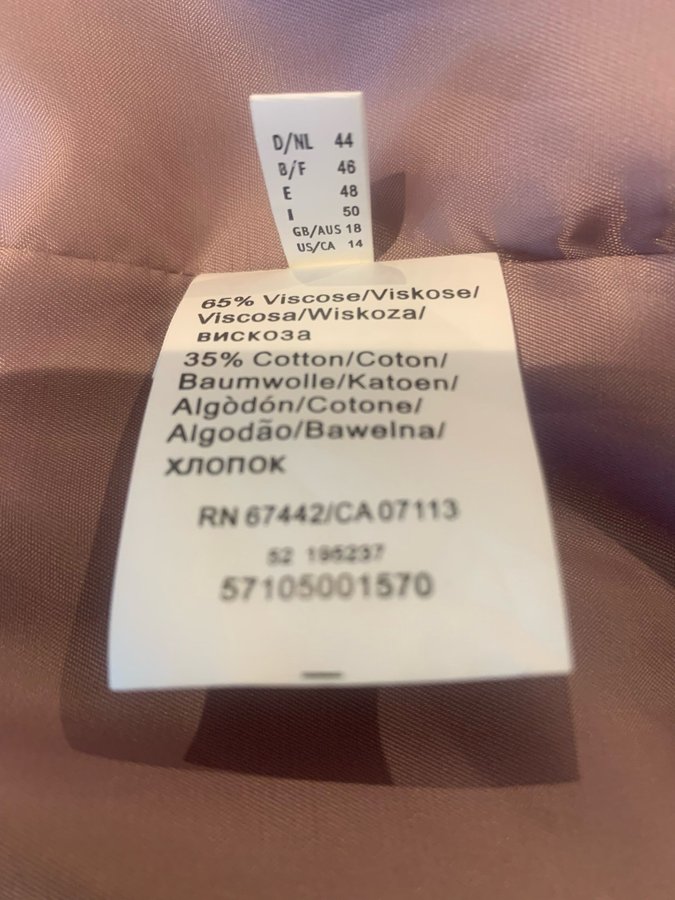 D/NL 44
B/F 46
E 48
I 50
GB/AUS 18
US/CA 14
65% Viscose/Viskose/
Viscosa/Wiskoza/
вискоза
35% Cotton/Coton/
Baumwolle/Katoen/
Algòdón/Cotone/
Algodão/Bawelna/
хлопок
RN 67442/CA 07113
52 195237
57105001570